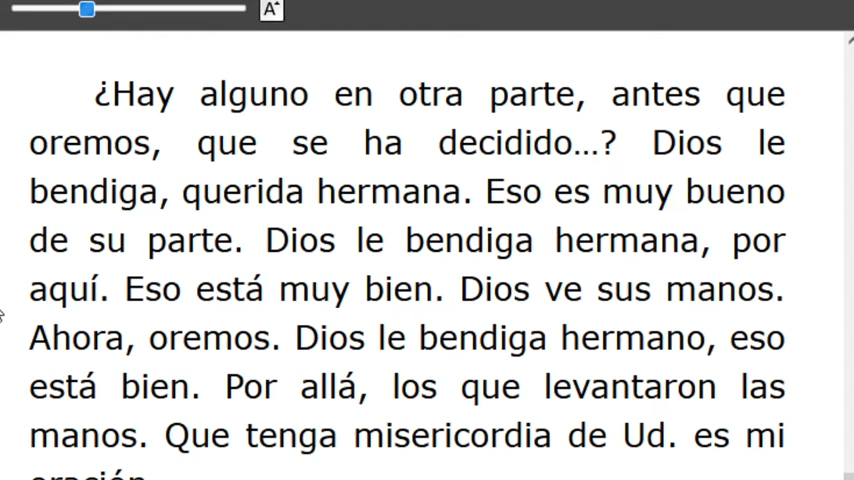 A
¿Hay alguno en otra parte, antes que
oremos, que se ha decidido...? Dios le
bendiga, querida hermana. Eso es muy bueno
de su parte. Dios le bendiga hermana, por
aquí. Eso está muy bien. Dios ve sus manos.
Ahora, oremos. Dios le bendiga hermano, eso
está bien. Por allá, los que levantaron las
manos. Que tenga misericordia de Ud. es mi
oración